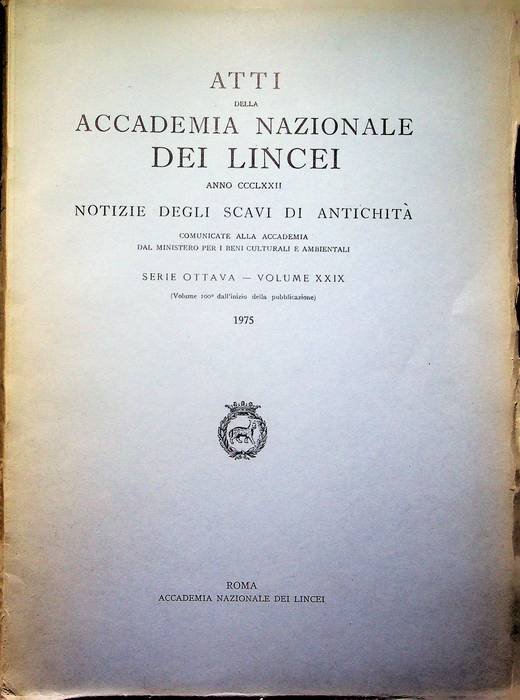 ATTI
DELLA
ACCADEMIA NAZIONALE
DEI LINCEI
ANNO CCCLXXII
NOTIZIE DEGLI SCAVI DI ANTICHITÀ
COMUNICATE ALLA ACCADEMIA
DAL MINISTERO PER I BENI CULTURALI E AMBIENTALI
SERIE OTTAVA — VOLUME XXIX
(Volume 100º dall'inizio della pubblicazione)
1975
ROMA
ACCADEMIA NAZIONALE DEI LINCEI